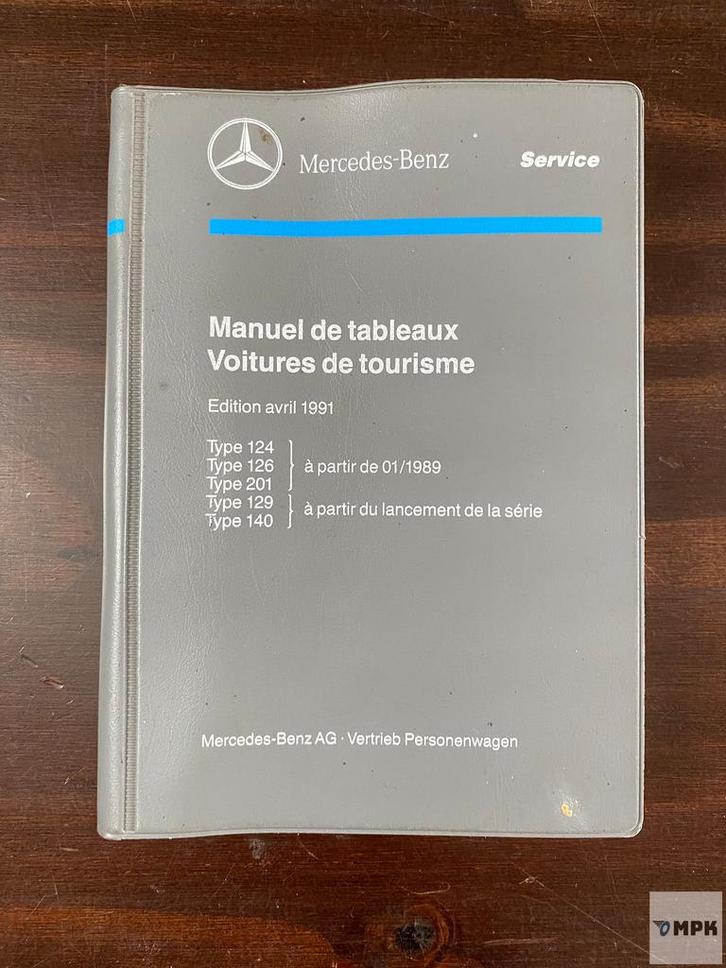 Mercedes-Benz
Service
Manuel de tableaux
Voitures de tourisme
Edition avril 1991
Type 124
Type 126
Type 201
à partir de 01/1989
Type 129
Type 140
à partir du lancement de la série
Mercedes-Benz AG · Vertrieb Personenwagen
MPK